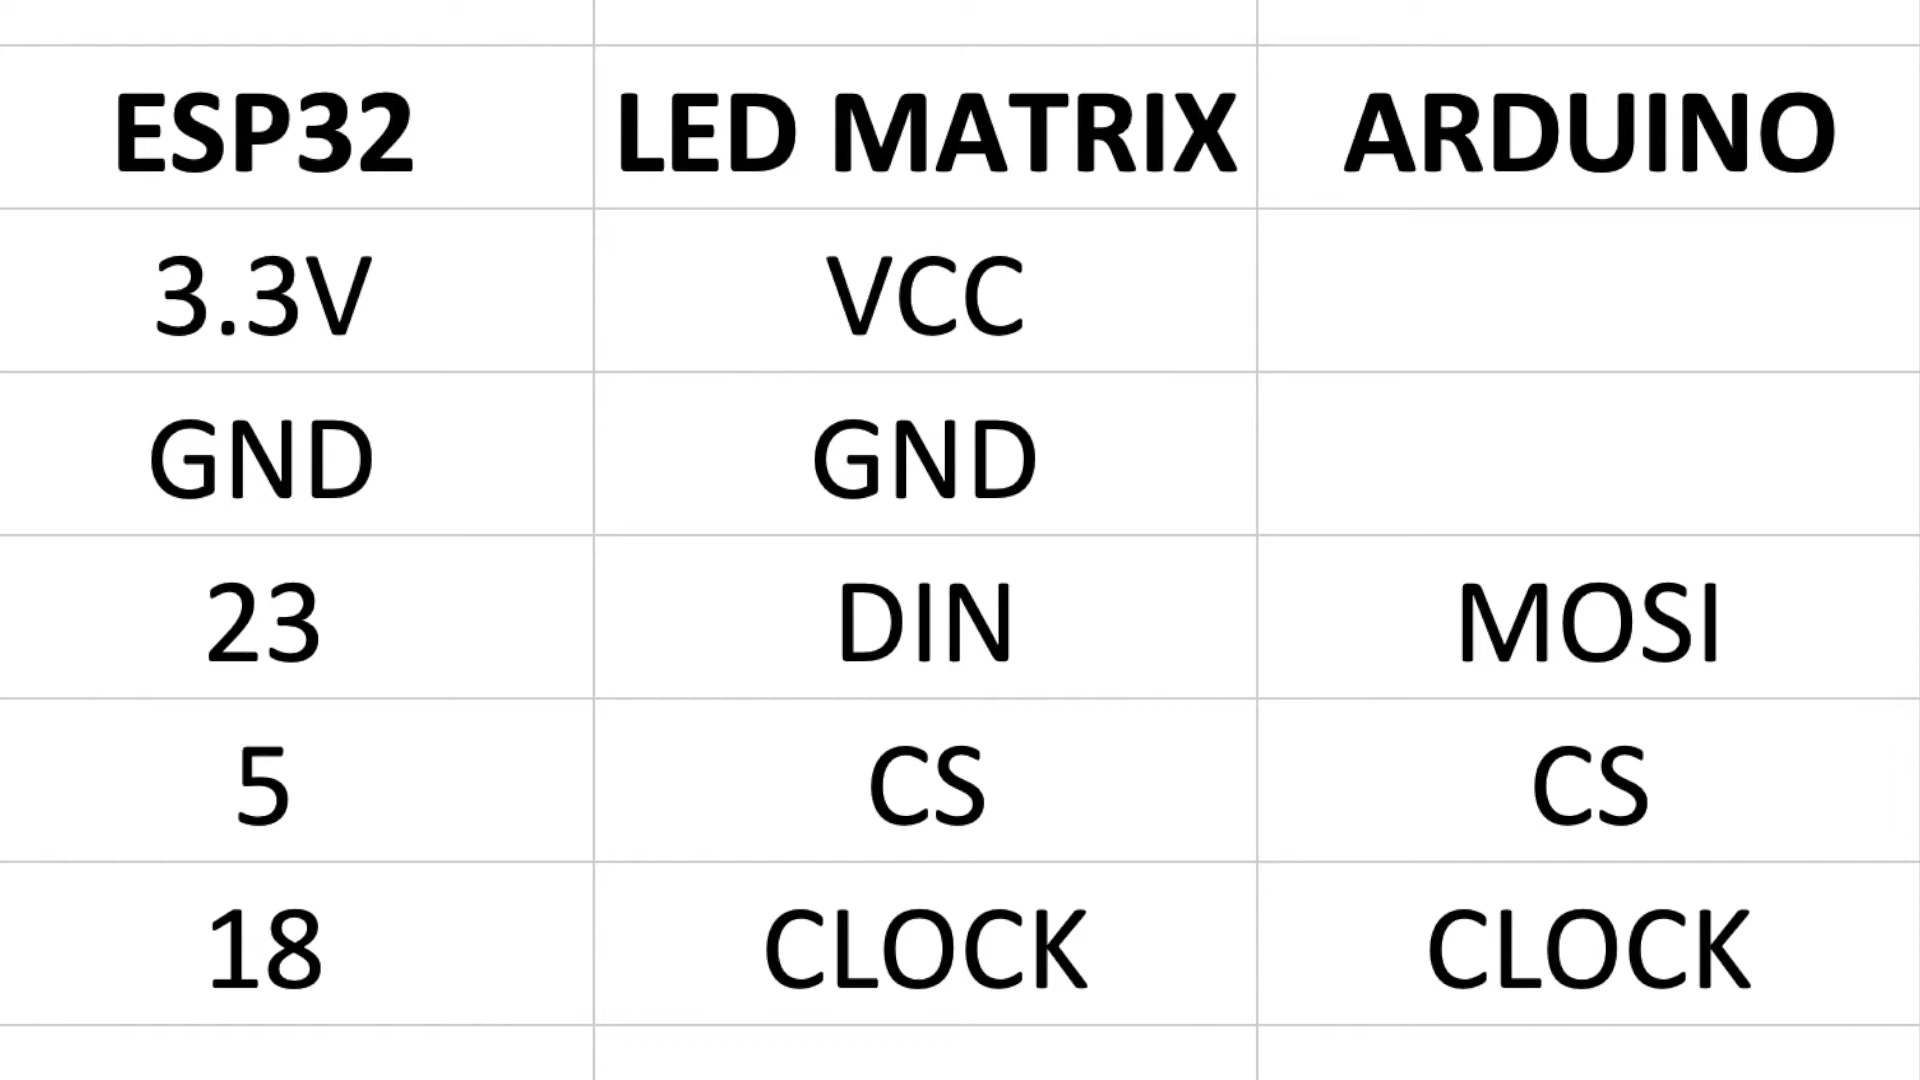 ESP32 LED MATRIX ARDUINO
3.3V VCC
GND GND
23 DIN MOSI
5 CS CS
18 CLOCK CLOCK